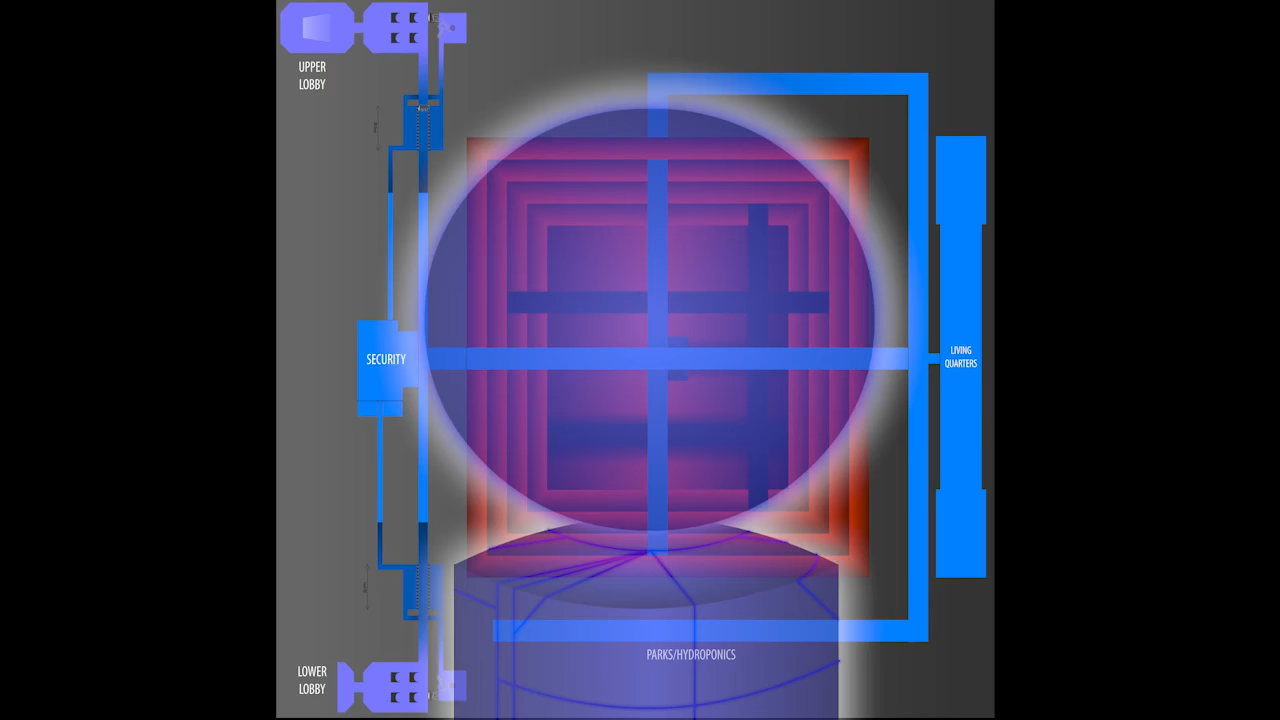 UPPER
LOBBY
SECURITY
LIVING
QUARTERS
PARKS/HYDROPONICS
LOWER
LOBBY